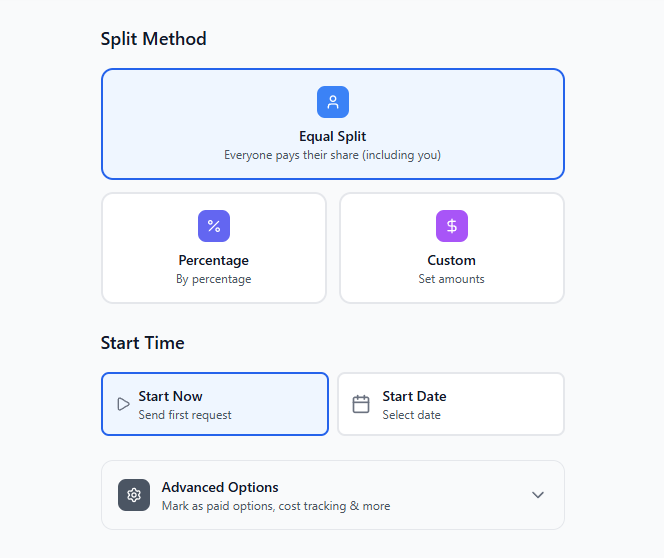 Split Method
Equal Split
Everyone pays their share (including you)
Percentage
By percentage
Custom
Set amounts
Start Time
Start Now
Send first request
Start Date
Select date
Advanced Options
Mark as paid options, cost tracking & more